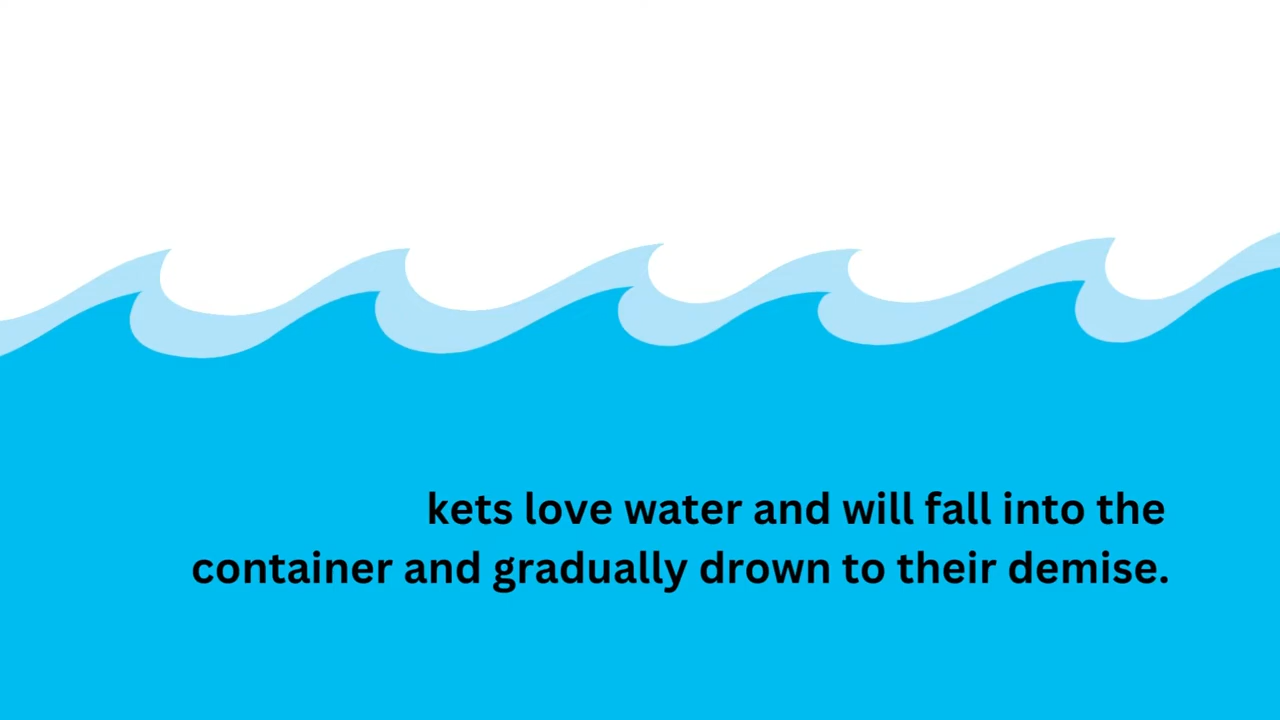 kets love water and will fall into the
container and gradually drown to their demise.